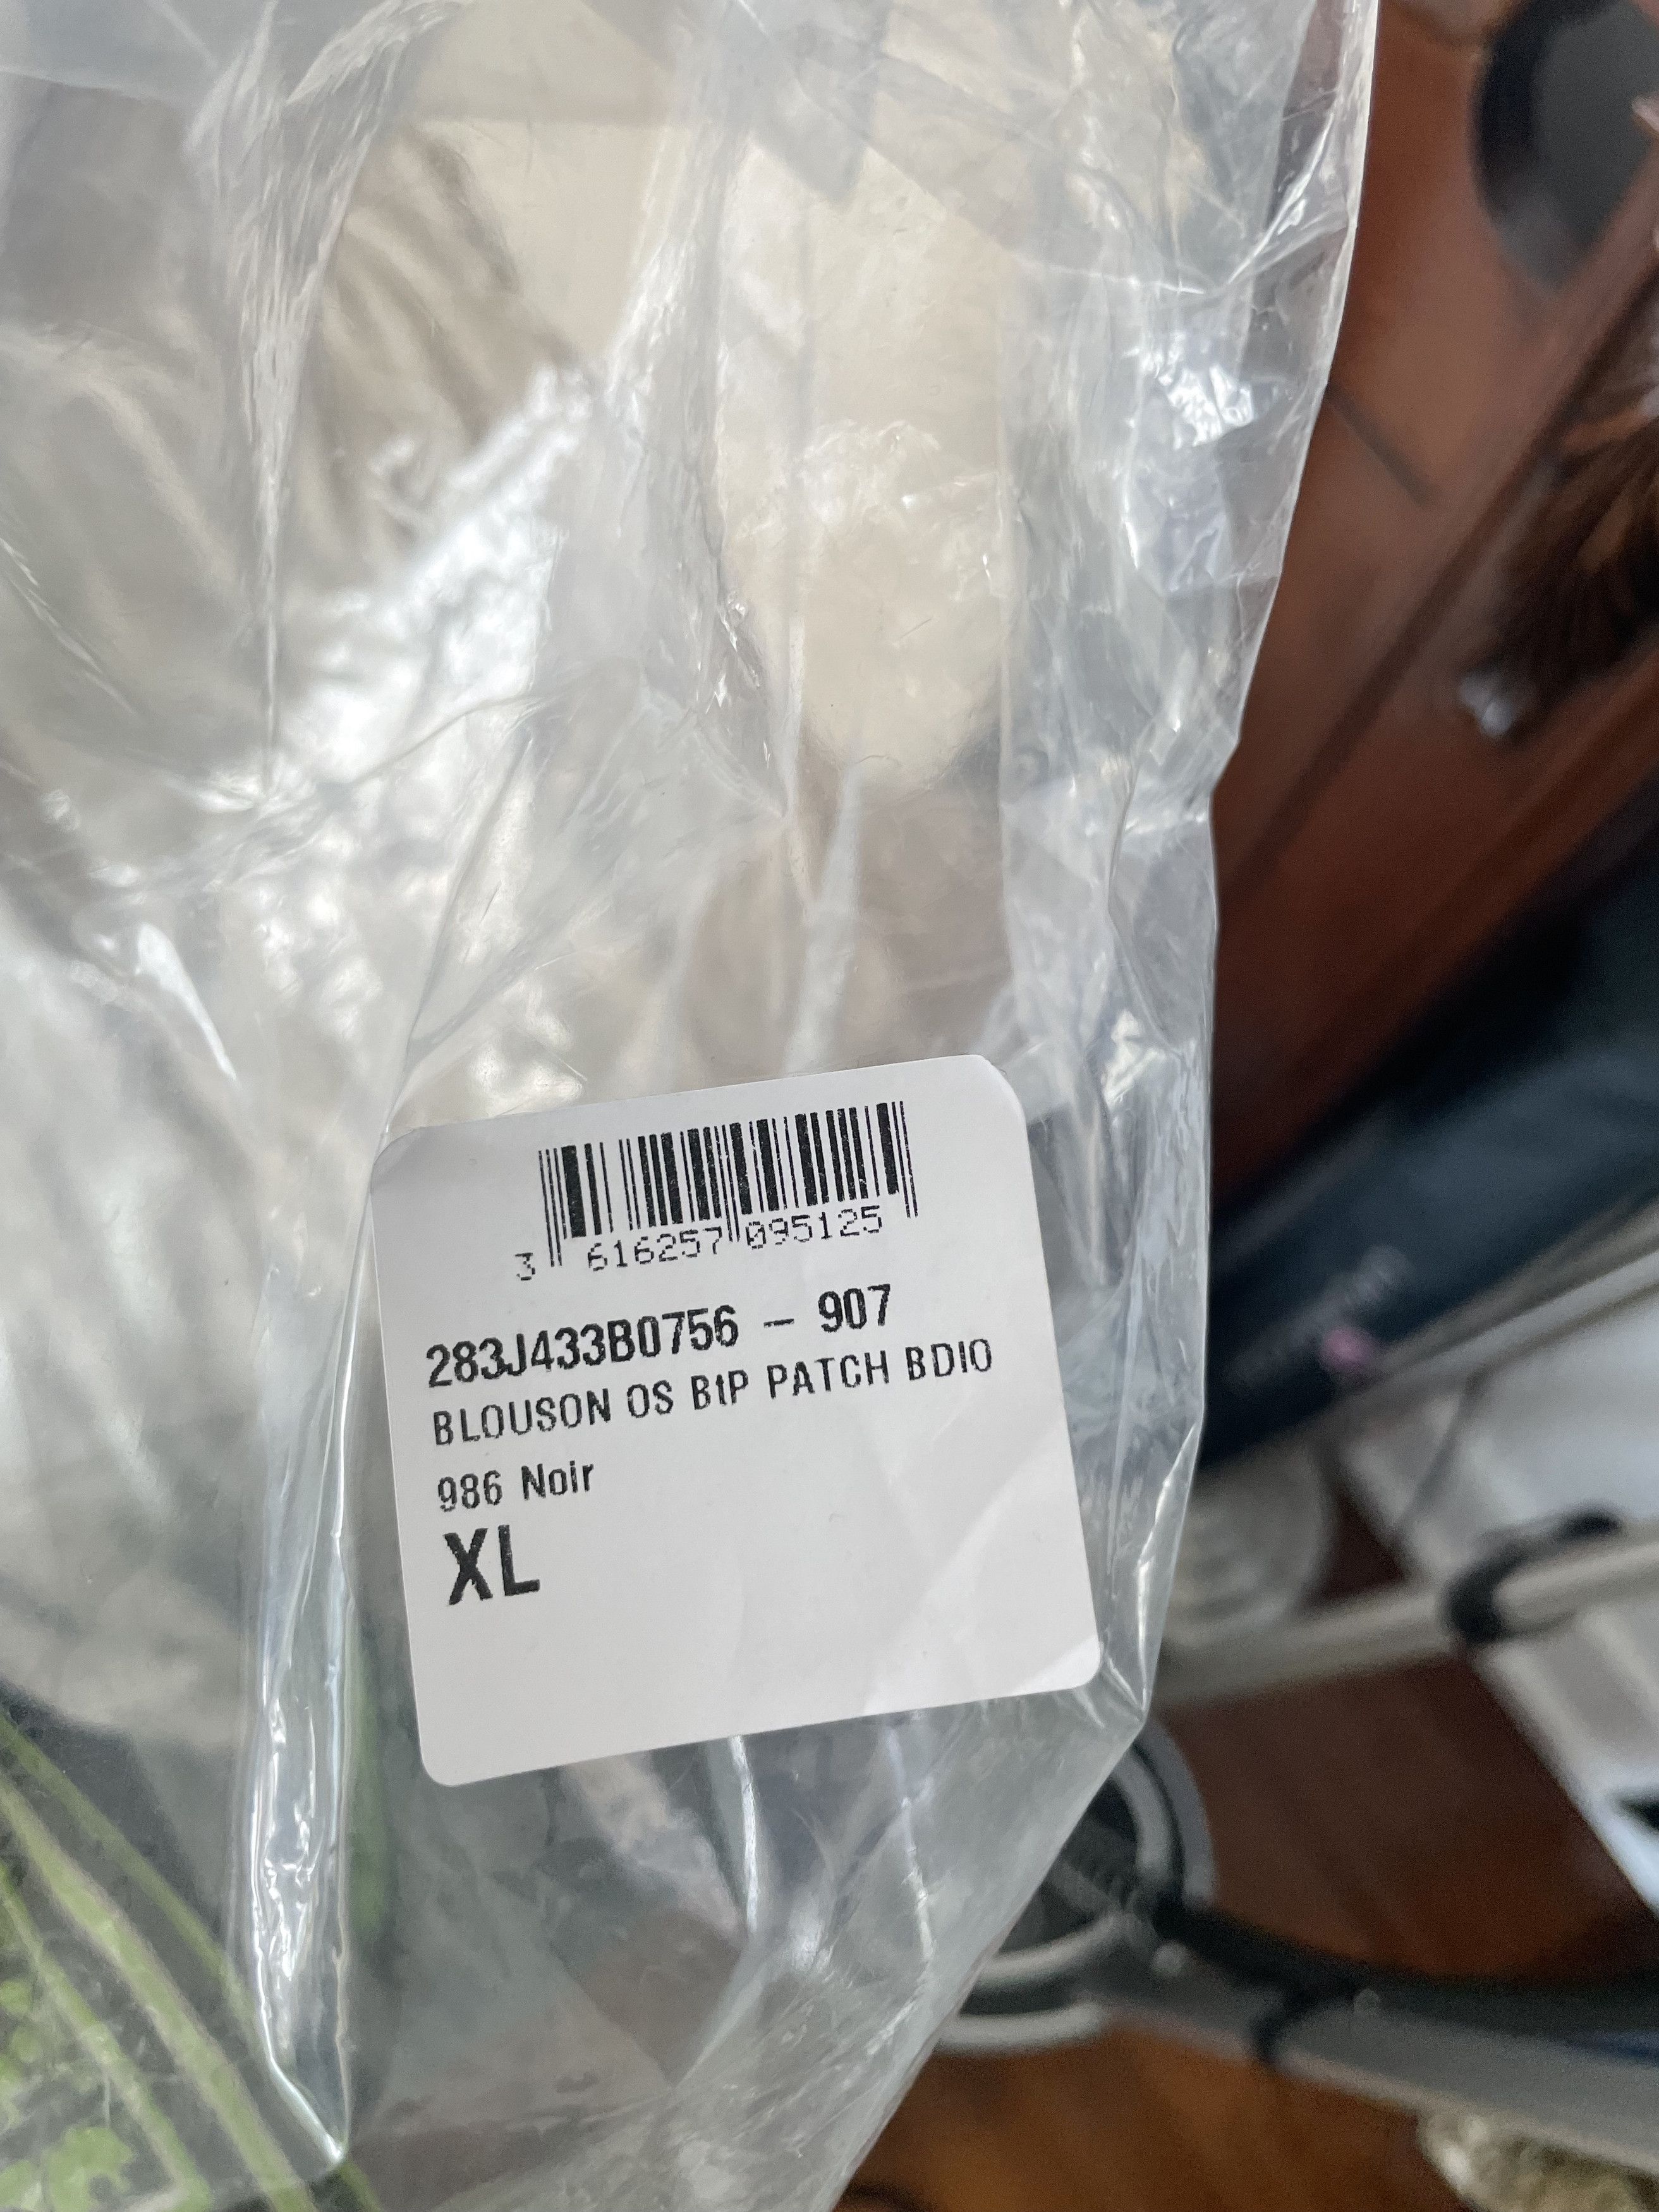 3 616257 095125
283J433B0756 – 907
BLOUSON OS BtP PATCH BDIO
986 Noir
XL